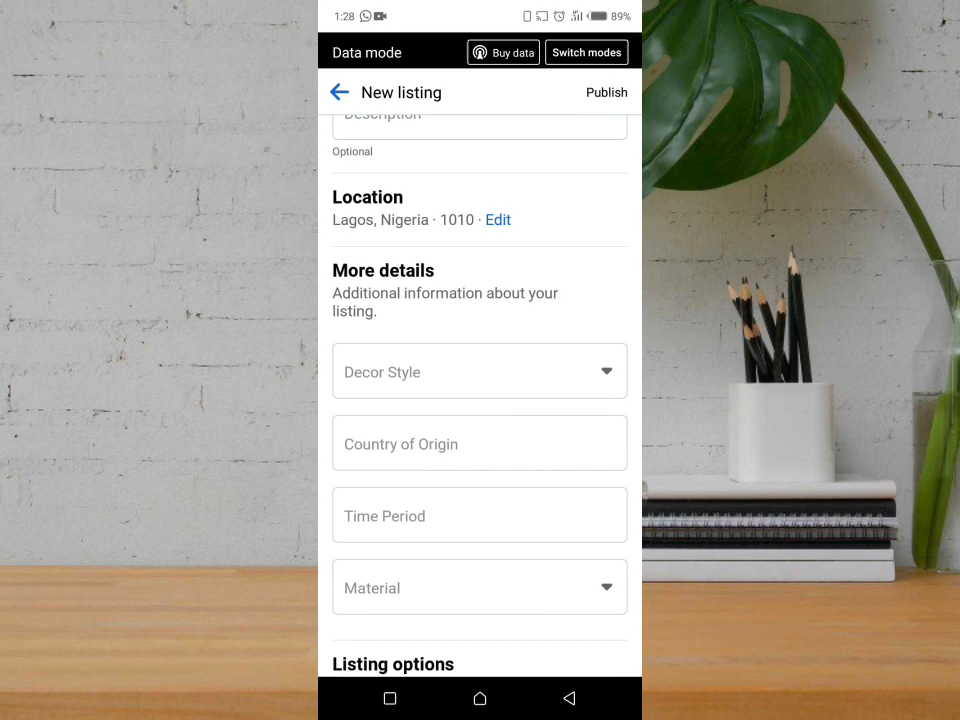 1:28 89%
Data mode Buy data Switch modes
New listing Publish
Description
Optional
Location
Lagos, Nigeria · 1010 · Edit
More details
Additional information about your
listing.
Decor Style
Country of Origin
Time Period
Material
Listing options